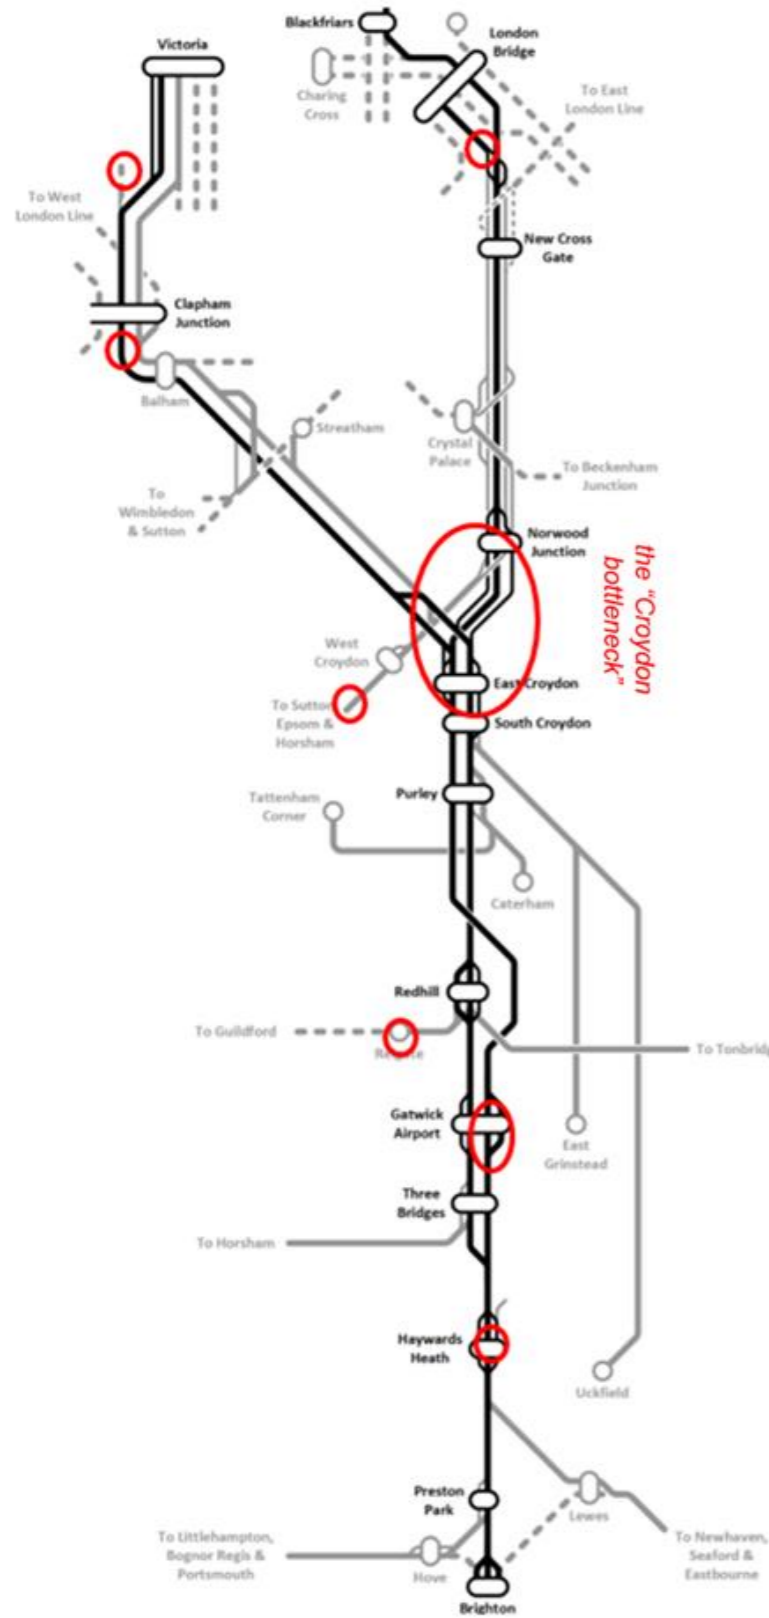 Blackfriars
London
Bridge
Victoria
Charing
Cross
To East
London Line
To West
London Line
New Cross
Gate
Clapham
Junction
Balham
Streatham
Crystal
Palace
To Beckenham
Junction
To
Wimbledon
& Sutton
Norwood
Junction
the "Croydon
bottleneck"
West
Croydon
East Croydon
To Sutton
Epsom &
Horsham
South Croydon
Purley
Tattenham
Corner
Caterham
Redhill
To Guildford
To Tonbridg
Gatwick
Airport
East
Grinstead
Three
Bridges
To Horsham
Haywards
Heath
Uckfield
Preston
Park
Lewes
To Littlehampton,
Bognor Regis &
Portsmouth
Hove
To Newhaven,
Seaford &
Eastbourne
Brighton